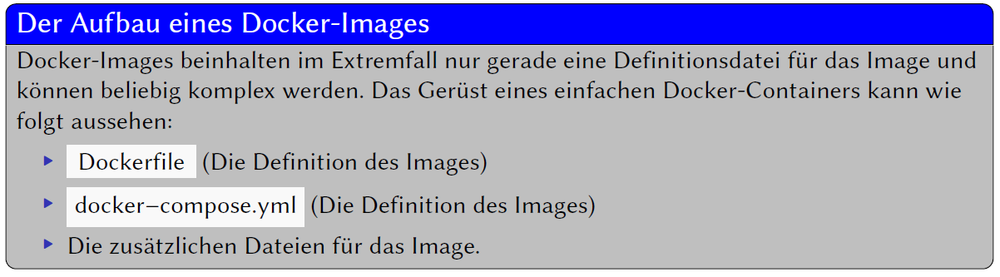 Der Aufbau eines Docker-Images
Docker-Images beinhalten im Extremfall nur gerade eine Definitionsdatei für das Image und
können beliebig komplex werden. Das Gerüst eines einfachen Docker-Containers kann wie
folgt aussehen:
Dockerfile (Die Definition des Images)
docker–compose.yml (Die Definition des Images)
Die zusätzlichen Dateien für das Image.